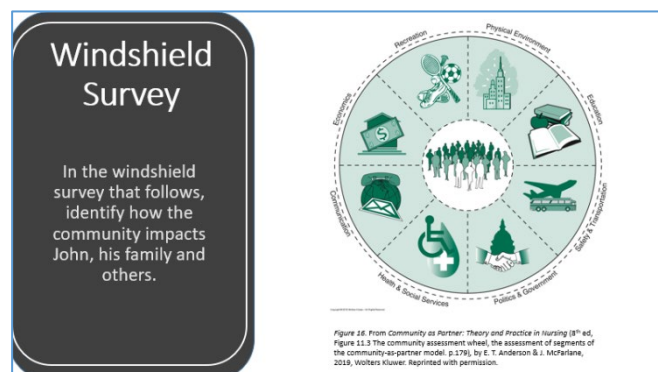 Windshield
Survey
In the windshield
survey that follows,
identify how the
community impacts
John, his family and
others.
Recreation
Physical Environment
Education
Safety & Transportation
Politics & Government
Health & Social Services
Communication
Economics
Figure 16. From Community as Partner: Theory and Practice in Nursing (8th ed,
Figure 11.3 The community assessment wheel, the assessment of segments of
the community-as-partner model. p.179), by E. T. Anderson & J. McFarlane,
2019, Wolters Kluwer. Reprinted with permission.